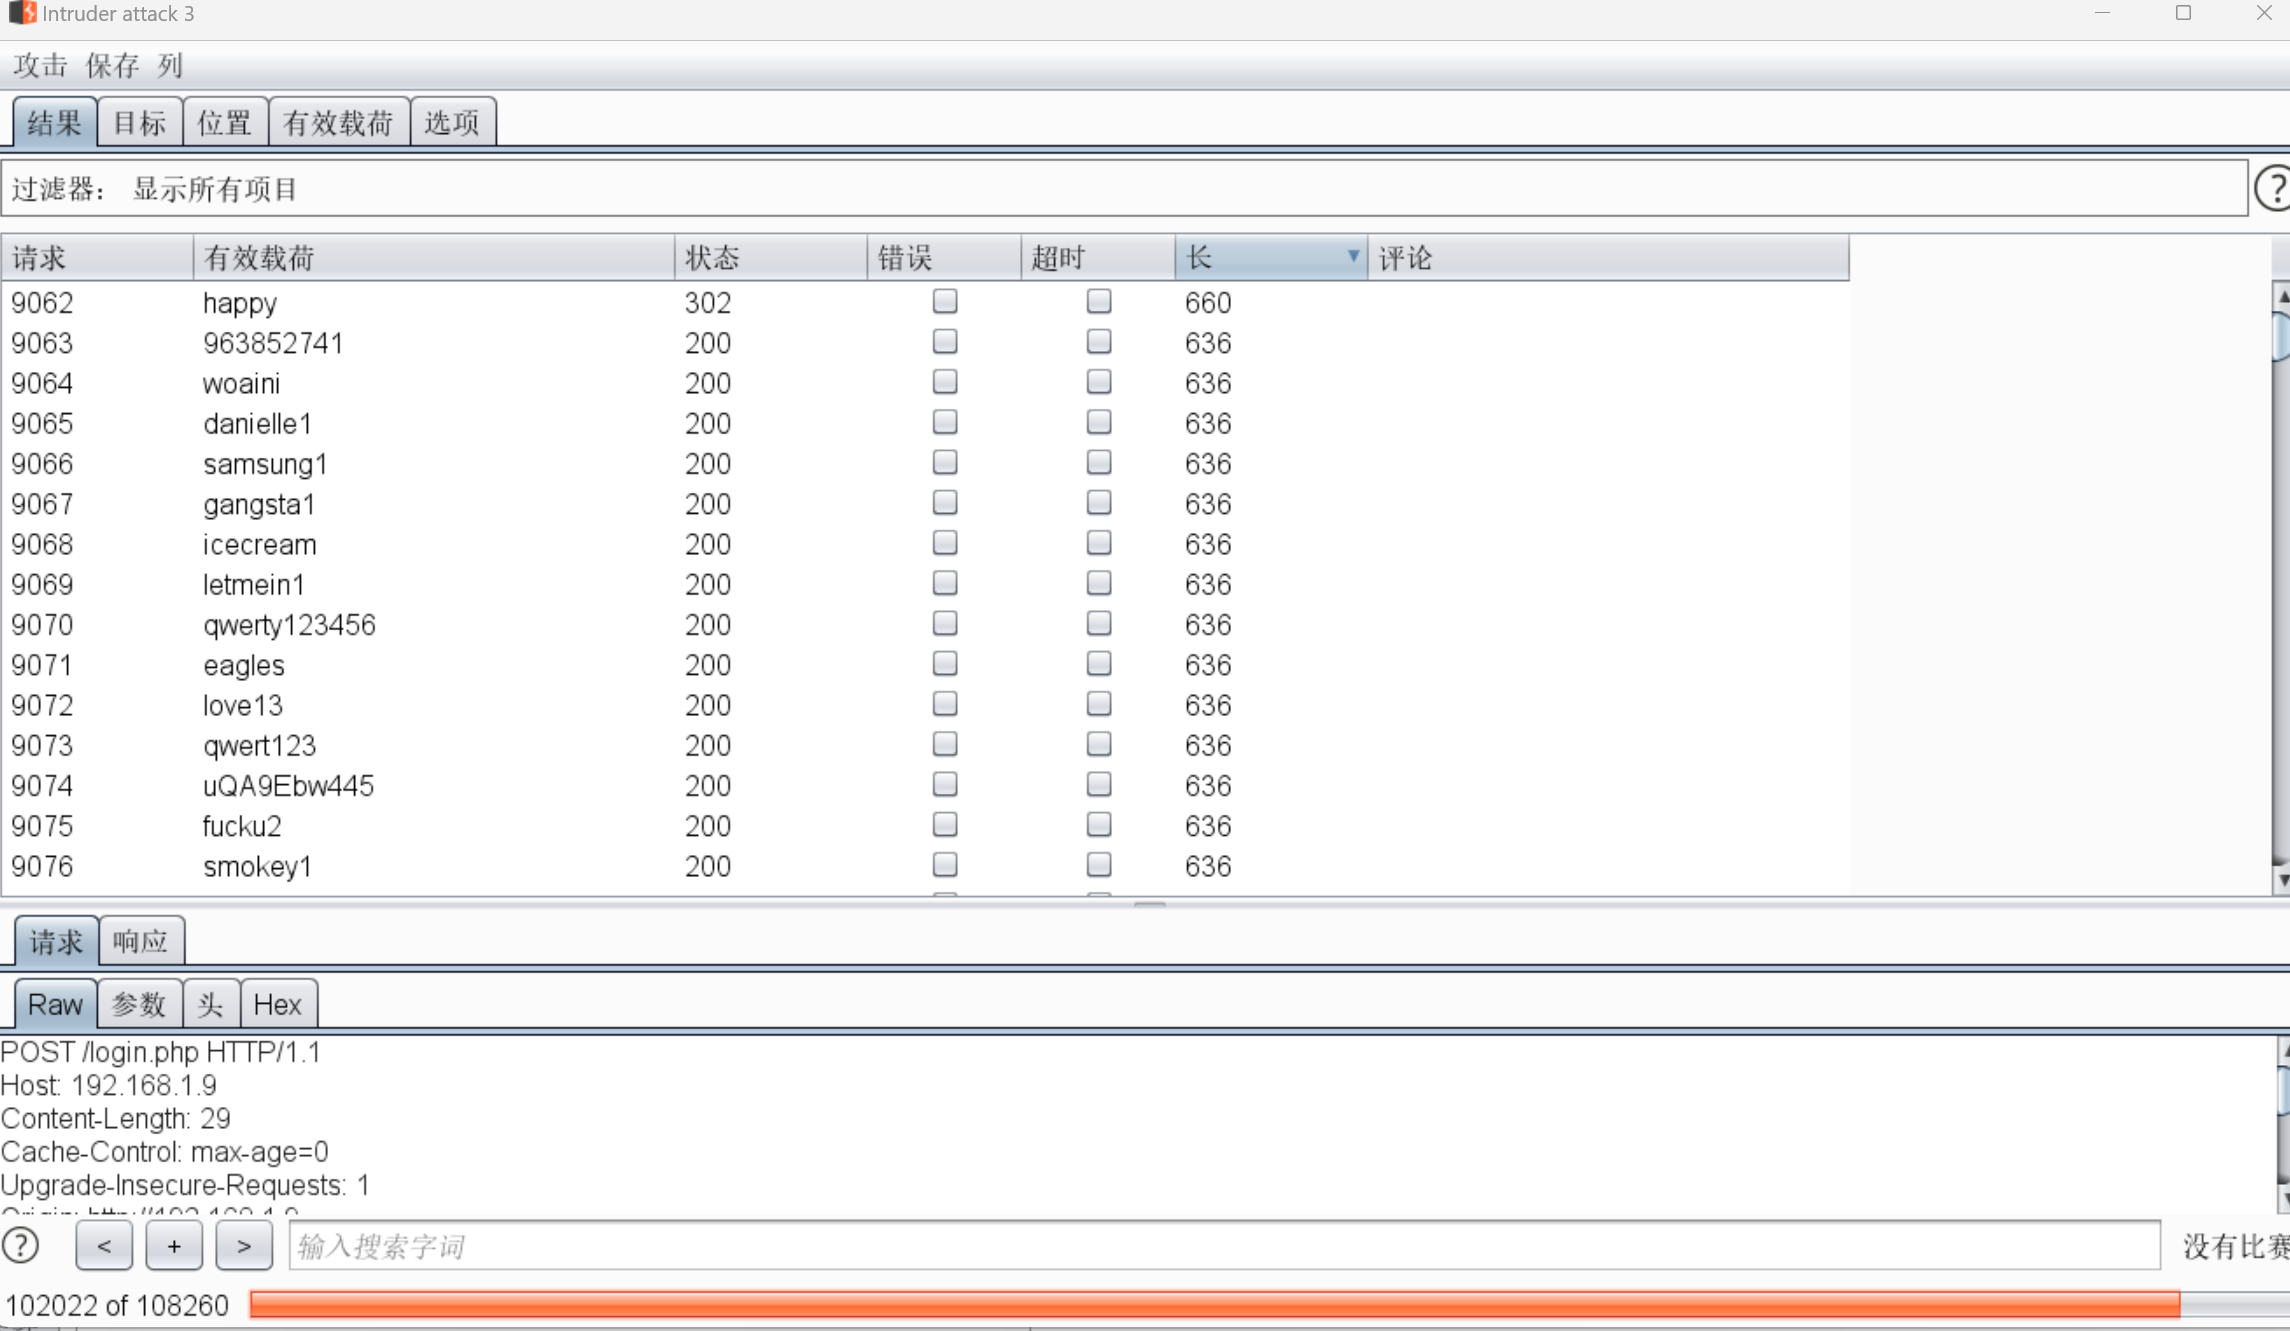 Intruder attack 3
攻击 保存 列
结果 目标 位置 有效载荷 选项
过滤器： 显示所有项目
?
请求 有效载荷 状态 错误 超时 长 评论
9062 happy 302 660
9063 963852741 200 636
9064 woaini 200 636
9065 danielle1 200 636
9066 samsung1 200 636
9067 gangsta1 200 636
9068 icecream 200 636
9069 letmein1 200 636
9070 qwerty123456 200 636
9071 eagles 200 636
9072 love13 200 636
9073 qwert123 200 636
9074 uQA9Ebw445 200 636
9075 fucku2 200 636
9076 smokey1 200 636
请求 响应
Raw 参数 头 Hex
POST /login.php HTTP/1.1
Host: 192.168.1.9
Content-Length: 29
Cache-Control: max-age=0
Upgrade-Insecure-Requests: 1
Origin: http://192.168.1.9
? < + > 输入搜索字词 没有比赛
102022 of 108260